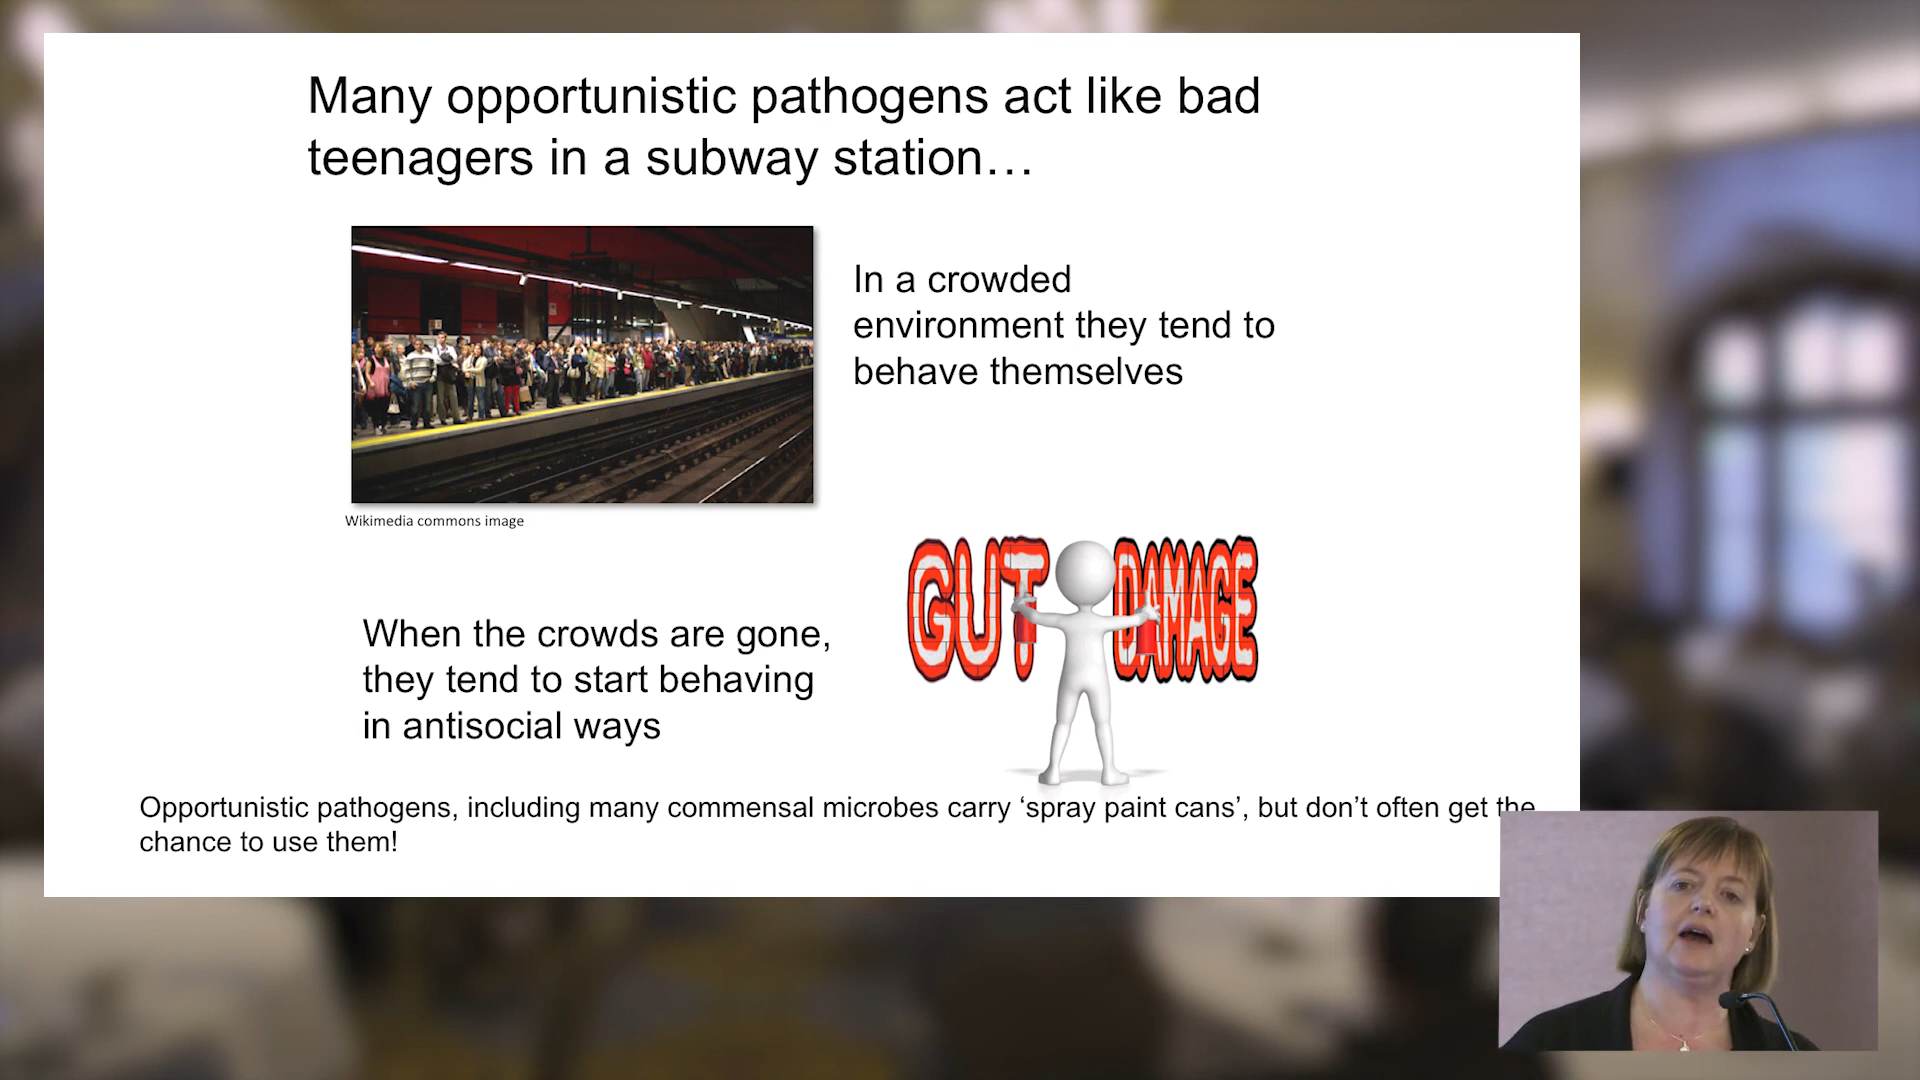 Many opportunistic pathogens act like bad
teenagers in a subway station…
In a crowded
environment they tend to
behave themselves
Wikimedia commons image
GUT DAMAGE
When the crowds are gone,
they tend to start behaving
in antisocial ways
Opportunistic pathogens, including many commensal microbes carry ‘spray paint cans’, but don’t often get the
chance to use them!